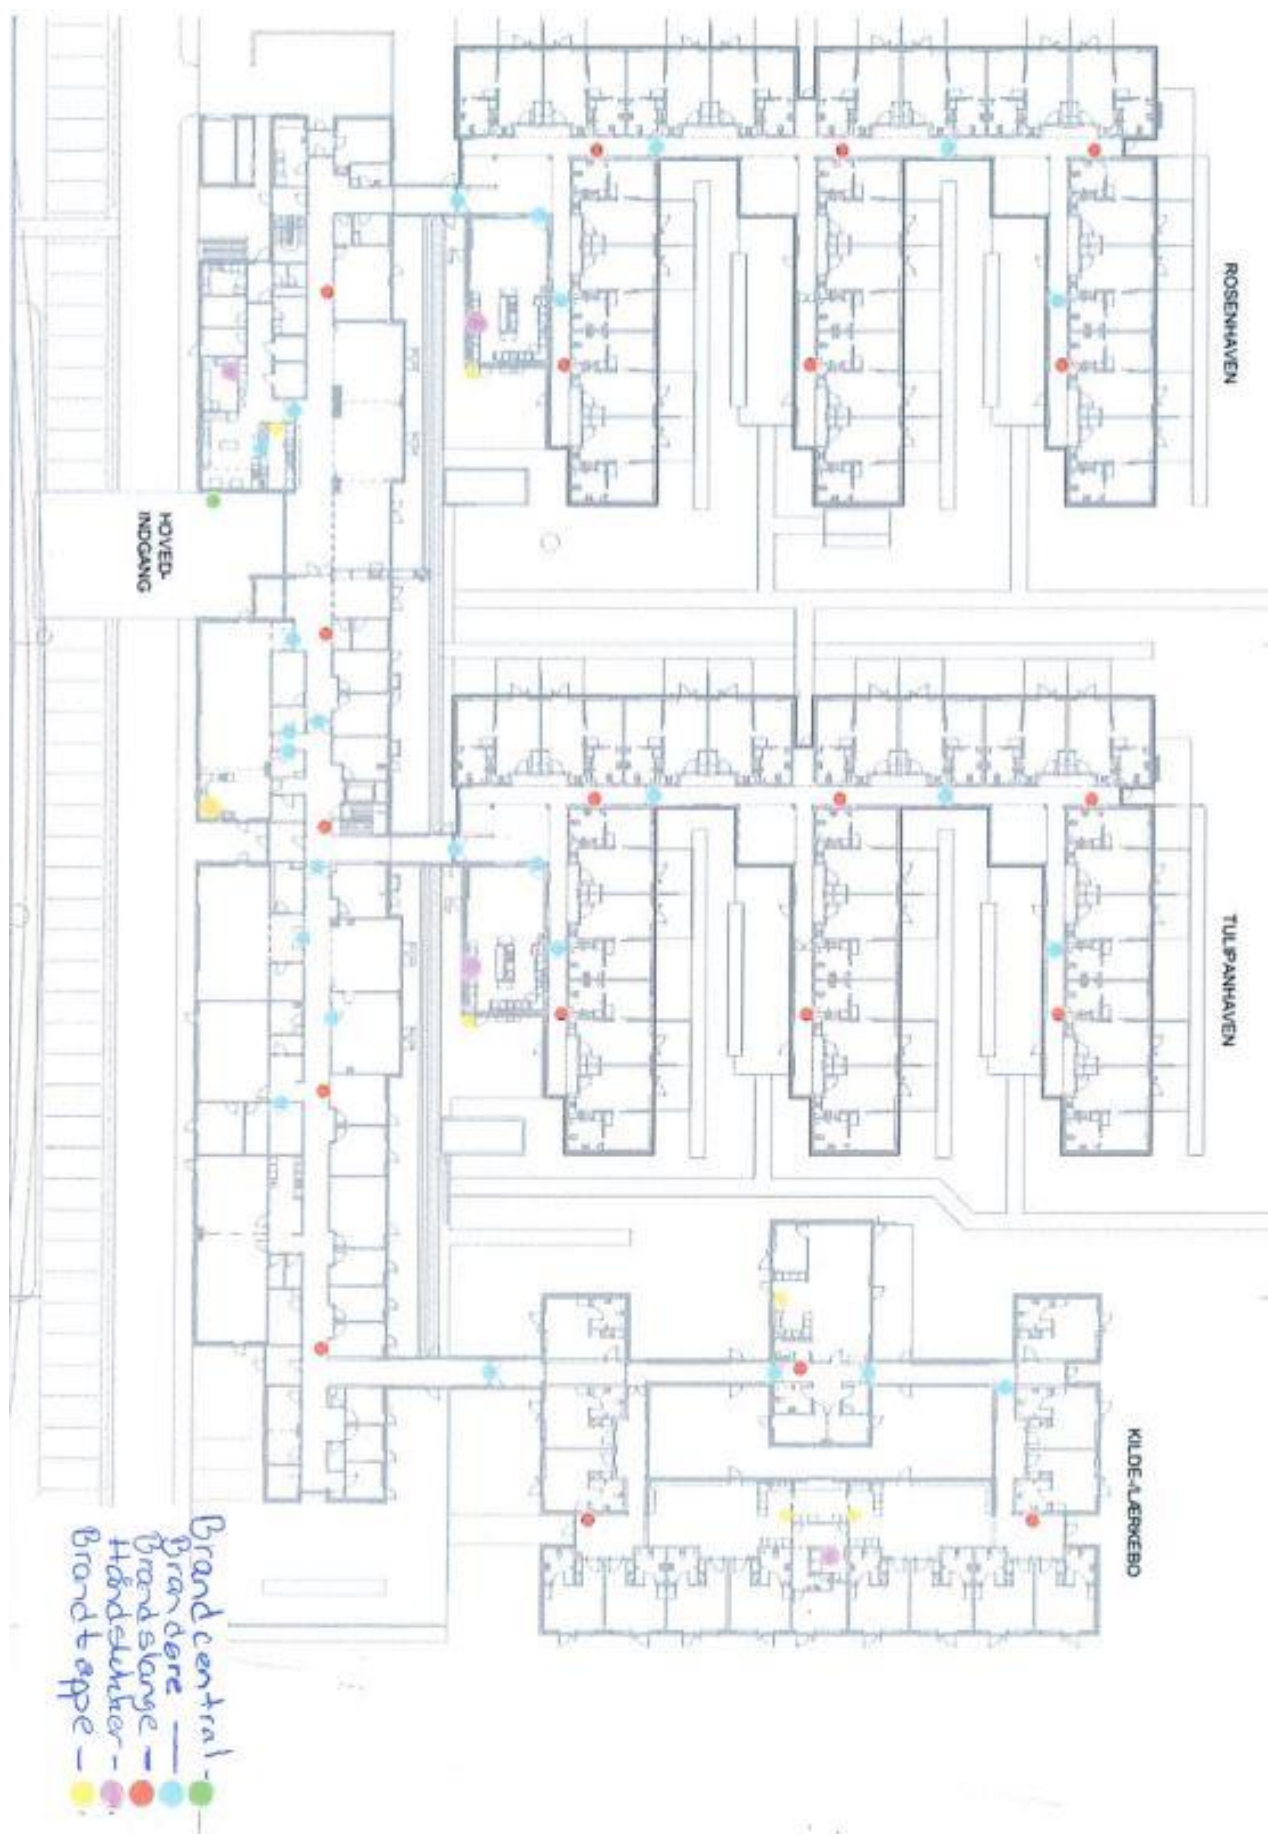 ROSENHAVEN
TULIPANHAVEN
KILDE-/LÆRKEBO
HOVED-
INDGANG
Brandcentral -
Branddøre —
Brandslange —
Håndslukker -
Brandtæppe —